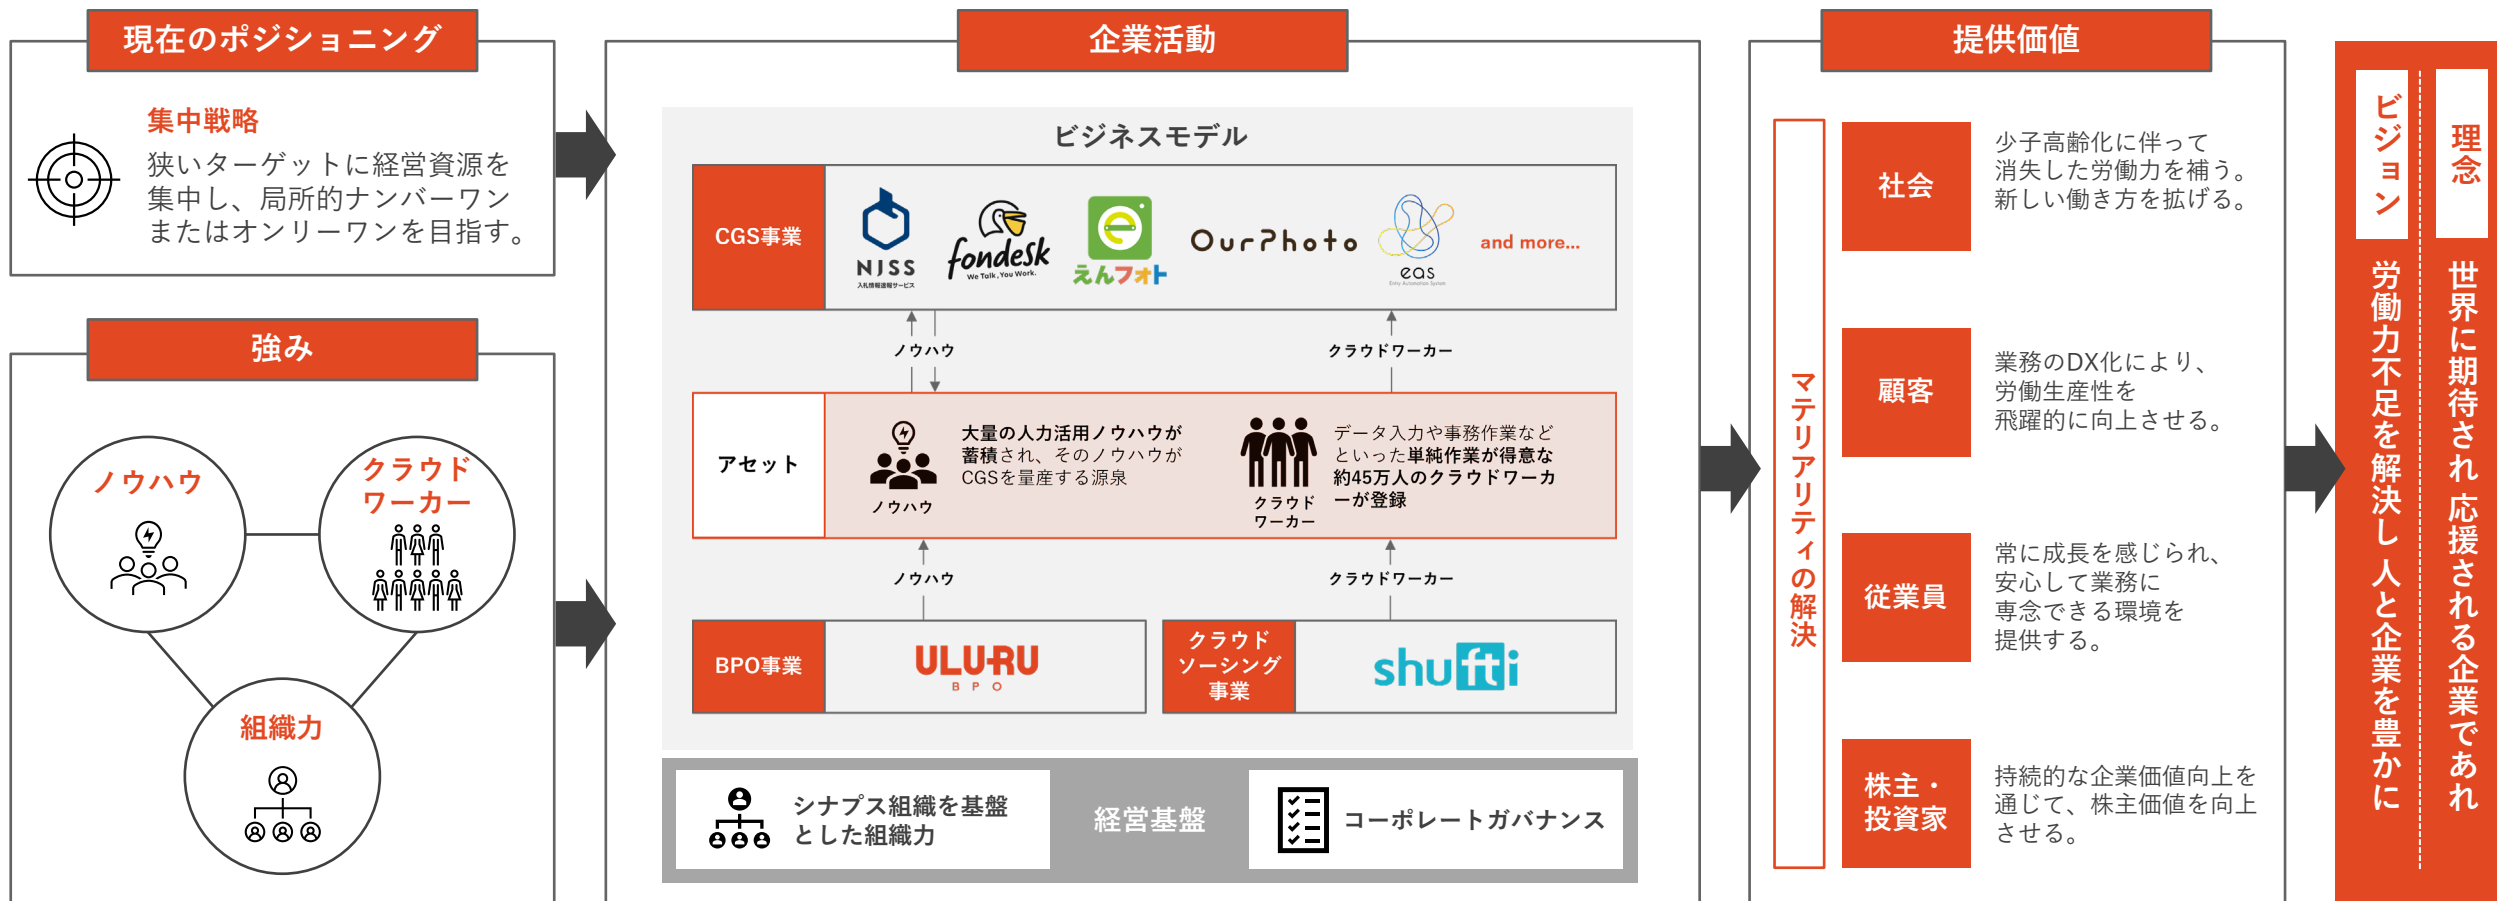 現在のポジショニング
集中戦略
狭いターゲットに経営資源を
集中し、局所的ナンバーワン
またはオンリーワンを目指す。
強み
ノウハウ
クラウド
ワーカー
組織力
企業活動
ビジネスモデル
CGS事業
NJSS
入札情報速報サービス
fondesk
We Talk, You Work.
えんフォト
OurPhoto
eas
Entry Automation System
and more...
ノウハウ
クラウドワーカー
アセット
ノウハウ
大量の人力活用ノウハウが
蓄積され、そのノウハウが
CGSを量産する源泉
クラウド
ワーカー
データ入力や事務作業など
といった単純作業が得意な
約45万人のクラウドワーカ
ーが登録
ノウハウ
クラウドワーカー
BPO事業
ULURU
BPO
クラウド
ソーシング
事業
shufti
シナプス組織を基盤
とした組織力
経営基盤
コーポレートガバナンス
提供価値
マテリアリティの解決
社会
少子高齢化に伴って
消失した労働力を補う。
新しい働き方を拡げる。
顧客
業務のDX化により、
労働生産性を
飛躍的に向上させる。
従業員
常に成長を感じられ、
安心して業務に
専念できる環境を
提供する。
株主・
投資家
持続的な企業価値向上を
通じて、株主価値を向上
させる。
理念
世界に期待され 応援される企業であれ
ビジョン
労働力不足を解決し 人と企業を豊かに